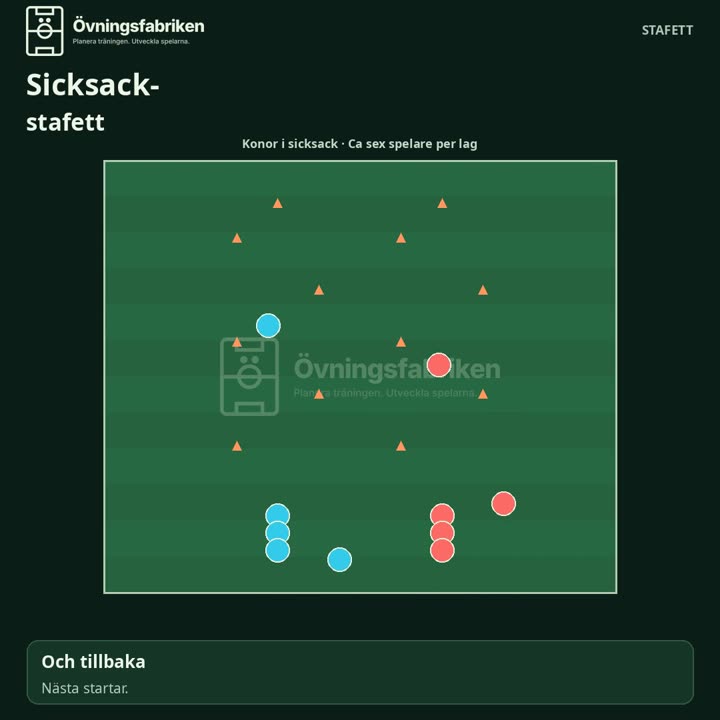 Övningsfabriken
Planera träningen. Utveckla spelarna.
STAFETT
Sicksack-
stafett
Konor i sicksack · Ca sex spelare per lag
Övningsfabriken
Planera träningen. Utveckla spelarna.
Och tillbaka
Nästa startar.